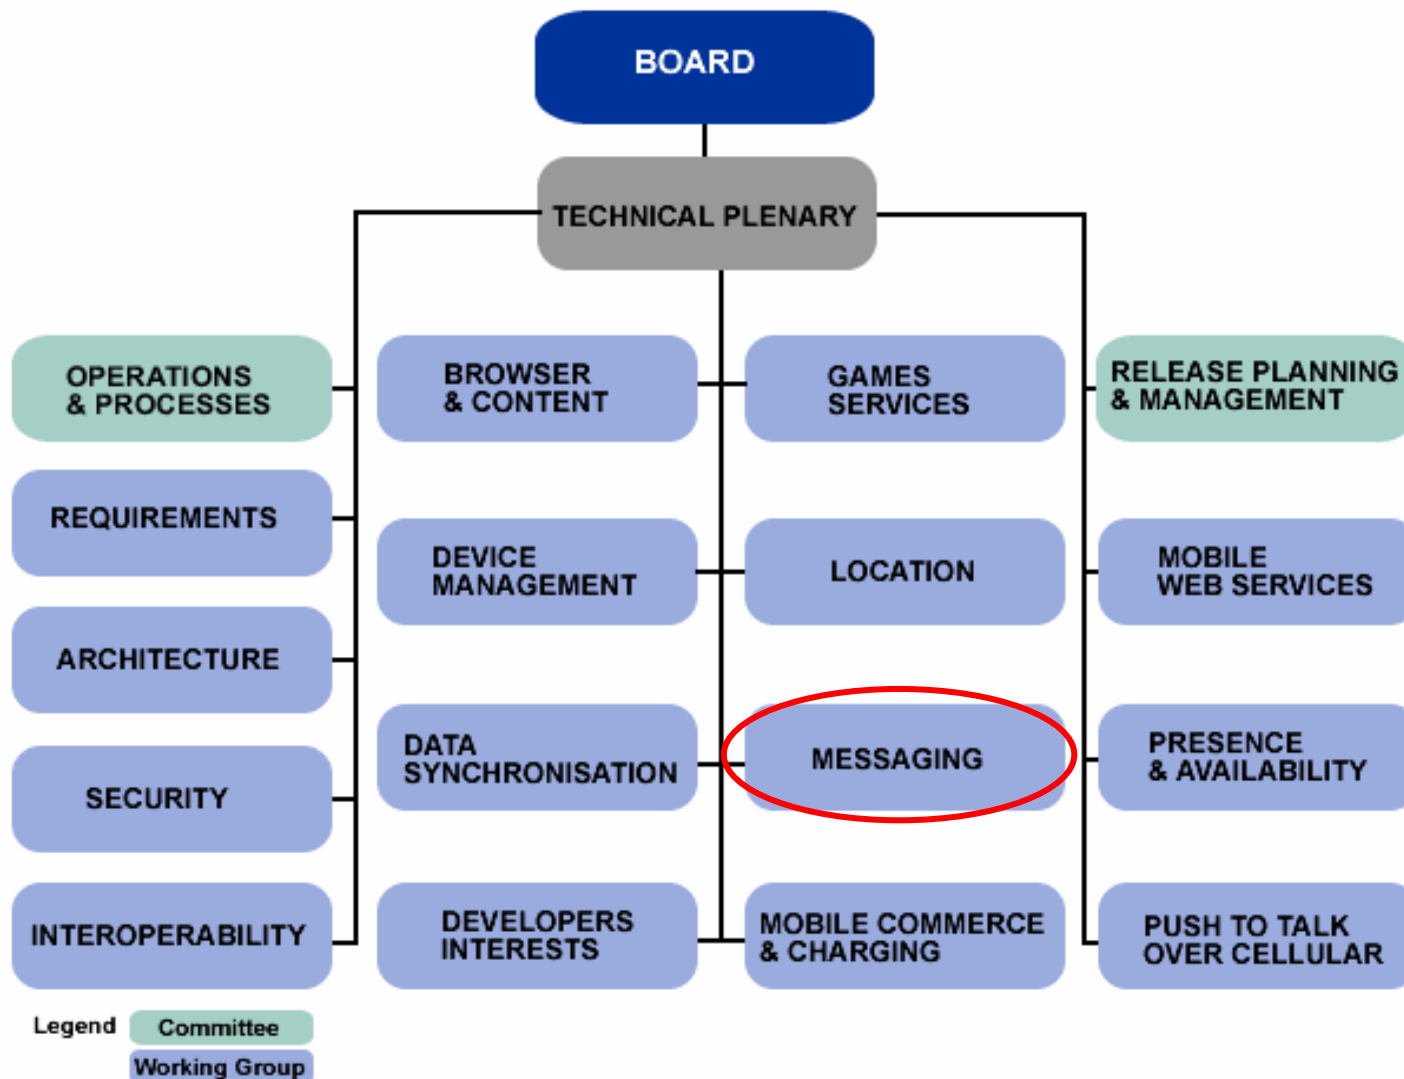 BOARD
TECHNICAL PLENARY
OPERATIONS
& PROCESSES
BROWSER
& CONTENT
GAMES
SERVICES
RELEASE PLANNING
& MANAGEMENT
REQUIREMENTS
DEVICE
MANAGEMENT
LOCATION
MOBILE
WEB SERVICES
ARCHITECTURE
DATA
SYNCHRONISATION
MESSAGING
PRESENCE
& AVAILABILITY
SECURITY
INTEROPERABILITY
DEVELOPERS
INTERESTS
MOBILE COMMERCE
& CHARGING
PUSH TO TALK
OVER CELLULAR
Legend
Committee
Working Group